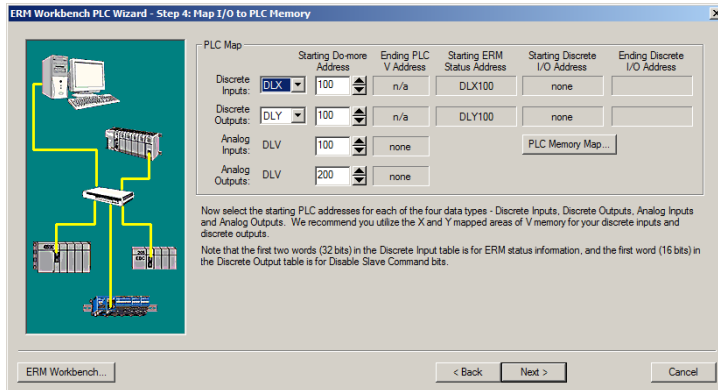 ERM Workbench PLC Wizard - Step 4: Map I/O to PLC Memory
PLC Map
Starting Do-more Address
Ending PLC V Address
Starting ERM Status Address
Starting Discrete I/O Address
Ending Discrete I/O Address
Discrete Inputs: DLX 100 n/a DLX100 none
Discrete Outputs: DLY 100 n/a DLY100 none
Analog Inputs: DLV 100 none PLC Memory Map...
Analog Outputs: DLV 200 none
Now select the starting PLC addresses for each of the four data types - Discrete Inputs, Discrete Outputs, Analog Inputs
and Analog Outputs. We recommend you utilize the X and Y mapped areas of V memory for your discrete inputs and
discrete outputs.
Note that the first two words (32 bits) in the Discrete Input table is for ERM status information, and the first word (16 bits) in
the Discrete Output table is for Disable Slave Command bits.
ERM Workbench... < Back Next > Cancel